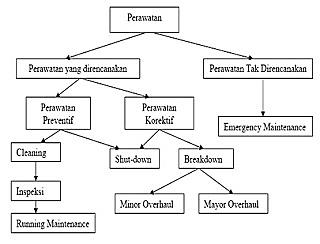 Perawatan
Perawatan yang direncanakan
Perawatan Tak Direncanakan
Perawatan
Preventif
Perawatan
Korektif
Emergency Maintenance
Cleaning
Shut-down
Breakdown
Inspeksi
Minor Overhaul
Mayor Overhaul
Running Maintenance